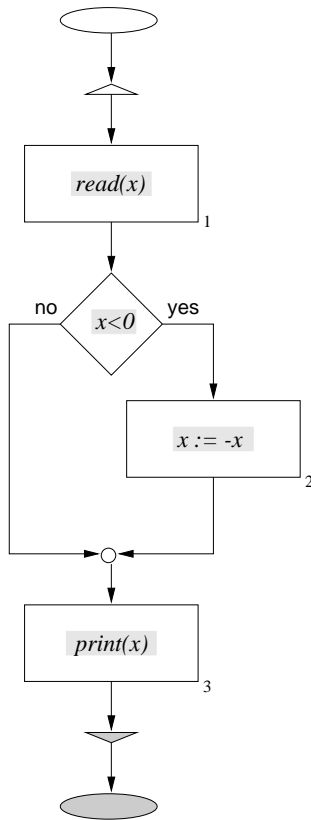 read(x)
1
no
yes
x<0
x := -x
2
print(x)
3